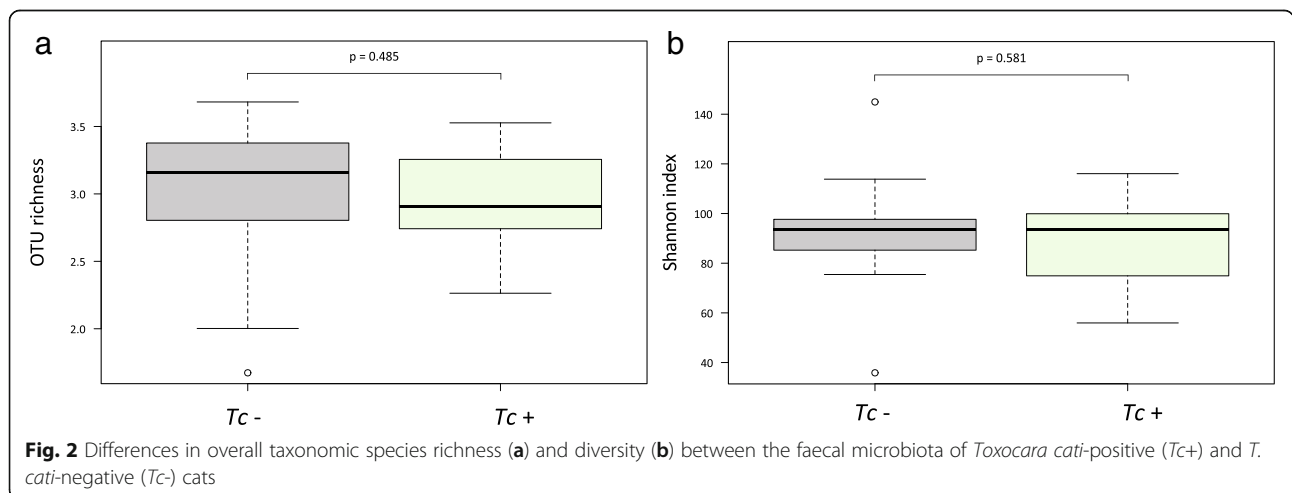 a
p = 0.485
OTU richness
3.5
3.0
2.5
2.0
Tc -
Tc +
b
p = 0.581
Shannon index
140
120
100
80
60
40
Tc -
Tc +
Fig. 2 Differences in overall taxonomic species richness (a) and diversity (b) between the faecal microbiota of Toxocara cati-positive (Tc+) and T.
cati-negative (Tc-) cats